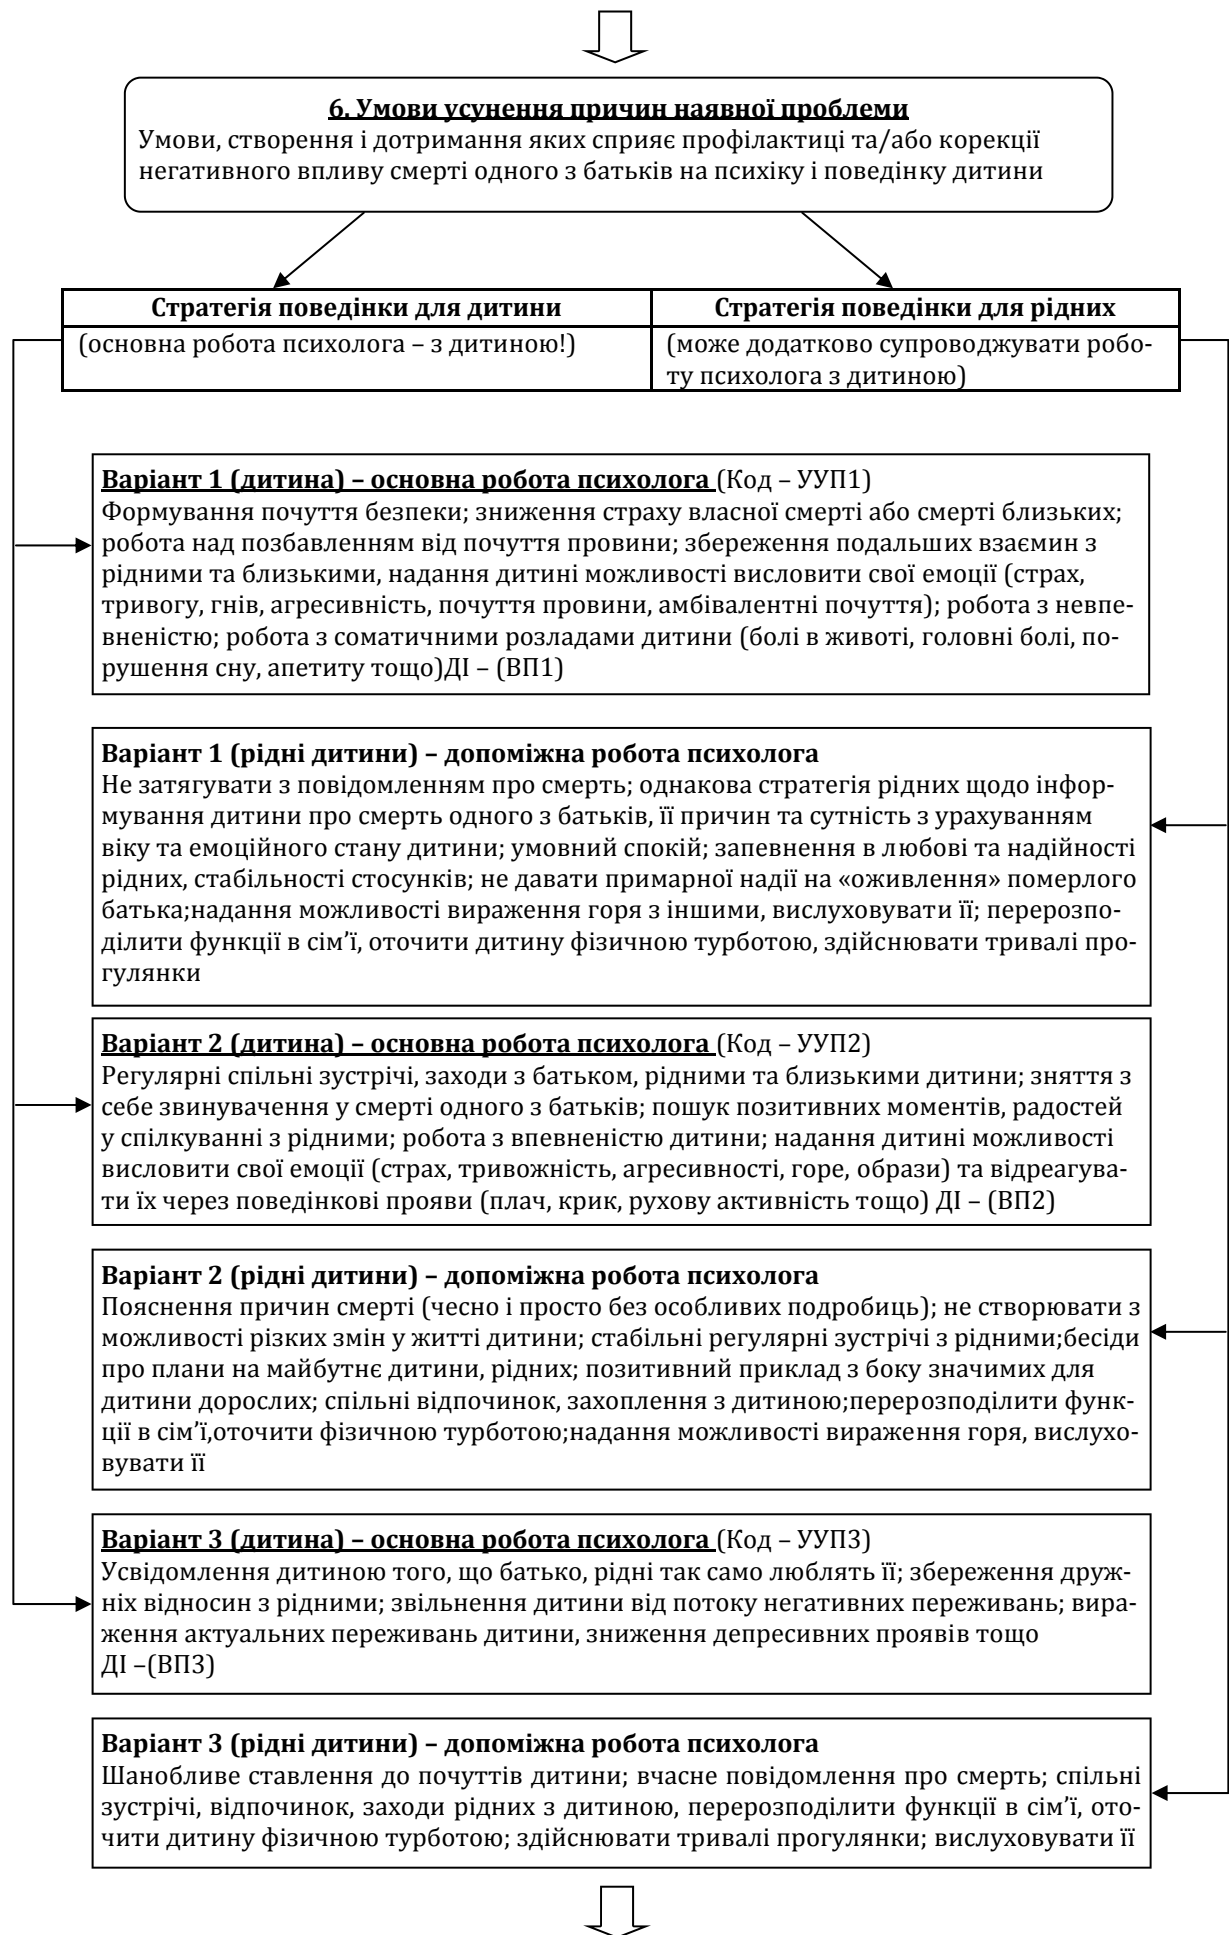 6. Умови усунення причин наявної проблеми
Умови, створення і дотримання яких сприяє профілактиці та/або корекції
негативного впливу смерті одного з батьків на психіку і поведінку дитини
Стратегія поведінки для дитини
Стратегія поведінки для рідних
(основна робота психолога – з дитиною!)
(може додатково супроводжувати робо-
ту психолога з дитиною)
Варіант 1 (дитина) – основна робота психолога (Код – УУП1)
Формування почуття безпеки; зниження страху власної смерті або смерті близьких;
робота над позбавленням від почуття провини; збереження подальших взаємин з
рідними та близькими, надання дитині можливості висловити свої емоції (страх,
тривогу, гнів, агресивність, почуття провини, амбівалентні почуття); робота з невпе-
вненістю; робота з соматичними розладами дитини (болі в животі, головні болі, по-
рушення сну, апетиту тощо)ДІ – (ВП1)
Варіант 1 (рідні дитини) – допоміжна робота психолога
Не затягувати з повідомленням про смерть; однакова стратегія рідних щодо інфор-
мування дитини про смерть одного з батьків, її причин та сутність з урахуванням
віку та емоційного стану дитини; умовний спокій; запевнення в любові та надійності
рідних, стабільності стосунків; не давати примарної надії на «оживлення» померлого
батька;надання можливості вираження горя з іншими, вислуховувати її; перерозпо-
ділити функції в сім’ї, оточити дитину фізичною турботою, здійснювати тривалі про-
гулянки
Варіант 2 (дитина) – основна робота психолога (Код – УУП2)
Регулярні спільні зустрічі, заходи з батьком, рідними та близькими дитини; зняття з
себе звинувачення у смерті одного з батьків; пошук позитивних моментів, радостей
у спілкуванні з рідними; робота з впевненістю дитини; надання дитині можливості
висловити свої емоції (страх, тривожність, агресивності, горе, образи) та відреагува-
ти їх через поведінкові прояви (плач, крик, рухову активність тощо) ДІ – (ВП2)
Варіант 2 (рідні дитини) – допоміжна робота психолога
Пояснення причин смерті (чесно і просто без особливих подробиць); не створювати з
можливості різких змін у житті дитини; стабільні регулярні зустрічі з рідними;бесіди
про плани на майбутнє дитини, рідних; позитивний приклад з боку значимих для
дитини дорослих; спільні відпочинок, захоплення з дитиною;перерозподілити функ-
ції в сім’ї,оточити фізичною турботою;надання можливості вираження горя, вислухо-
вувати її
Варіант 3 (дитина) – основна робота психолога (Код – УУП3)
Усвідомлення дитиною того, що батько, рідні так само люблять її; збереження друж-
ніх відносин з рідними; звільнення дитини від потоку негативних переживань; вира-
ження актуальних переживань дитини, зниження депресивних проявів тощо
ДІ –(ВП3)
Варіант 3 (рідні дитини) – допоміжна робота психолога
Шанобливе ставлення до почуттів дитини; вчасне повідомлення про смерть; спільні
зустрічі, відпочинок, заходи рідних з дитиною, перерозподілити функції в сім’ї, ото-
чити дитину фізичною турботою; здійснювати тривалі прогулянки; вислуховувати її